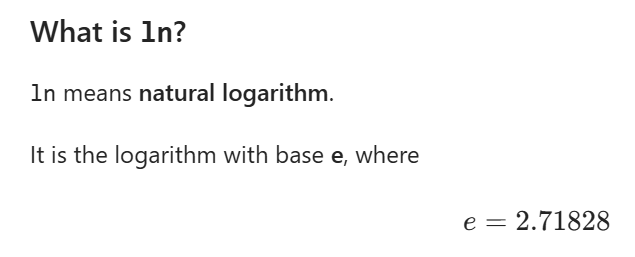 What is ln?
ln means natural logarithm.
It is the logarithm with base e, where
e = 2.71828